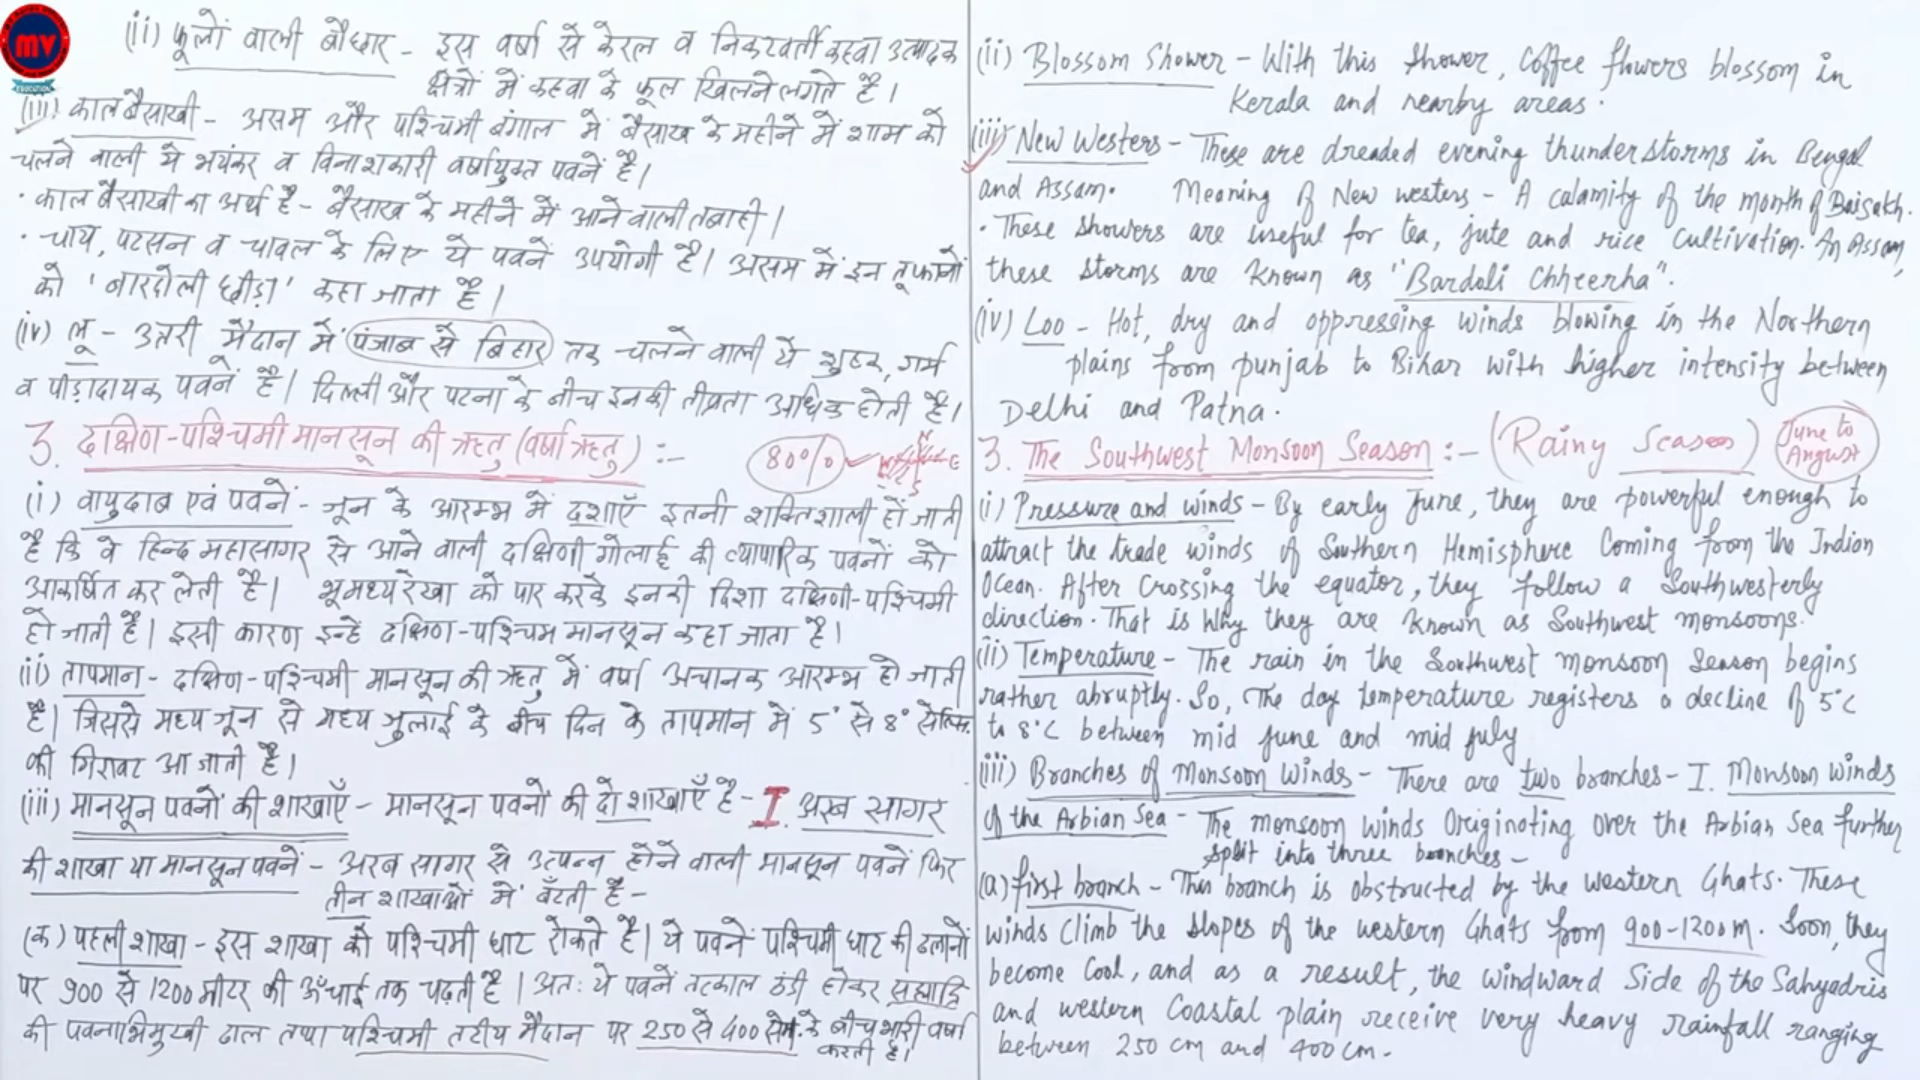 mv
EDUCATION
(ii) फूलों वाली बौछार - इस वर्षा से केरल व निकटवर्ती कहवा उत्पादक
क्षेत्रों में कहवा के फूल खिलने लगते है।
(iii) काल बैसाखी - असम और पश्चिमी बंगाल में बैसाख के महीने में शाम को
चलने वाली ये भयंकर व विनाशकारी वर्षायुक्त पवनें है।
· काल बैसाखी का अर्थ है - बैसाख के महीने में आने वाली तबाही।
· चाय, पटसन व चावल के लिए ये पवनें उपयोगी है। असम में इन तूफानों
को 'बारदोली छीड़ा' कहा जाता है।
(iv) लू - उत्तरी मैदान में पंजाब से बिहार तक चलने वाली ये शुष्क, गर्म
व पीड़ादायक पवनें है। दिल्ली और पटना के बीच इनकी तीव्रता अधिक होती है।
3. दक्षिण-पश्चिमी मानसून की ऋतु (वर्षा ऋतु) :- 80% N W E S
(i) वायुदाब एवं पवनें - जून के आरम्भ में दशाएँ इतनी शक्तिशाली हो जाती
है कि वे हिन्द महासागर से आने वाली दक्षिणी गोलार्द्ध की व्यापारिक पवनों को
आकर्षित कर लेती है। भूमध्यरेखा को पार करके इनकी दिशा दक्षिणी-पश्चिमी
हो जाती है। इसी कारण इन्हे दक्षिण-पश्चिम मानसून कहा जाता है।
(ii) तापमान - दक्षिण-पश्चिमी मानसून की ऋतु में वर्षा अचानक आरम्भ हो जाती
है। जिससे मध्य जून से मध्य जुलाई के बीच दिन के तापमान में 5° से 8° सेल्सि.
की गिरावट आ जाती है।
(iii) मानसून पवनों की शाखाएँ - मानसून पवनों की दो शाखाएँ है - I. अरब सागर
की शाखा या मानसून पवनें - अरब सागर से उत्पन्न होने वाली मानसून पवनें फिर
तीन शाखाओं में बँटती है -
(क) पहली शाखा - इस शाखा को पश्चिमी घाट रोकते है। ये पवनें पश्चिमी घाट की ढलानों
पर 900 से 1200 मीटर की ऊँचाई तक चढ़ती है। अतः ये पवनें तत्काल ठंडी होकर सह्याद्रि
की पवनाभिमुखी ढाल तथा पश्चिमी तटीय मैदान पर 250 से 400 सेमी. के बीच भारी वर्षा
करती है।
(ii) Blossom Shower - With this shower, Coffee flowers blossom in
Kerala and nearby areas.
(iii) New Westers - These are dreaded evening thunderstorms in Bengal
and Assam. Meaning of New westers - A calamity of the month of Baisakh.
· These showers are useful for tea, jute and rice cultivation. In Assam,
these storms are known as "Bardoli Chheerha".
(iv) Loo - Hot, dry and oppressing winds blowing in the Northern
plains from punjab to Bihar with higher intensity between
Delhi and Patna.
3. The Southwest Monsoon Season :- (Rainy Season) June to August
(i) Pressure and winds - By early June, they are powerful enough to
attract the trade winds of Southern Hemisphere Coming from the Indian
Ocean. After Crossing the equator, they follow a Southwesterly
direction. That is Why they are known as Southwest monsoons.
(ii) Temperature - The rain in the Southwest monsoon season begins
rather abruptly. So, The day temperature registers a decline of 5°C
to 8°C between mid june and mid july
(iii) Branches of Monsoon Winds - There are two branches - I. Monsoon winds
of the Arbian Sea - The monsoon winds Originating over the Arbian Sea further
split into three branches -
(a) first branch - This branch is obstructed by the western Ghats. These
winds climb the slopes of the western Ghats from 900-1200m. Soon, they
become Cool, and as a result, the windward Side of the Sahyadris
and western Coastal plain receive very heavy rainfall ranging
between 250 cm and 400 cm.